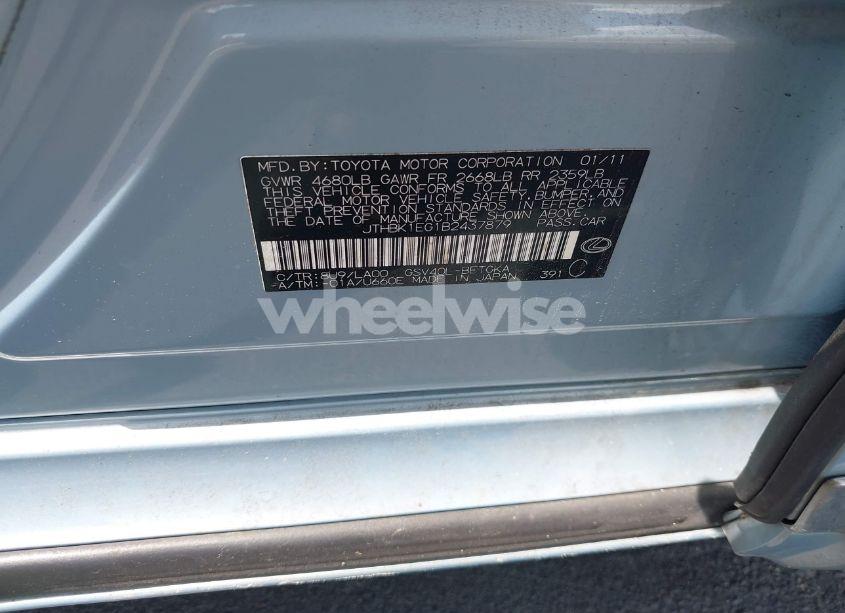 MFD.BY:TOYOTA MOTOR CORPORATION 01/11
GVWR 4680LB GAWR FR 2668LB RR 2359LB
THIS VEHICLE CONFORMS TO ALL APPLICABLE
FEDERAL MOTOR VEHICLE SAFETY,BUMPER,AND
THEFT PREVENTION STANDARDS IN EFFECT ON
THE DATE OF MANUFACTURE SHOWN ABOVE.
JTHBK1EG1B2437879 PASS.CAR
C/TR:8U9/LA00 GSV40L-BETGKA
-A/TM:-01A/U660E MADE IN JAPAN 391
wheelwise